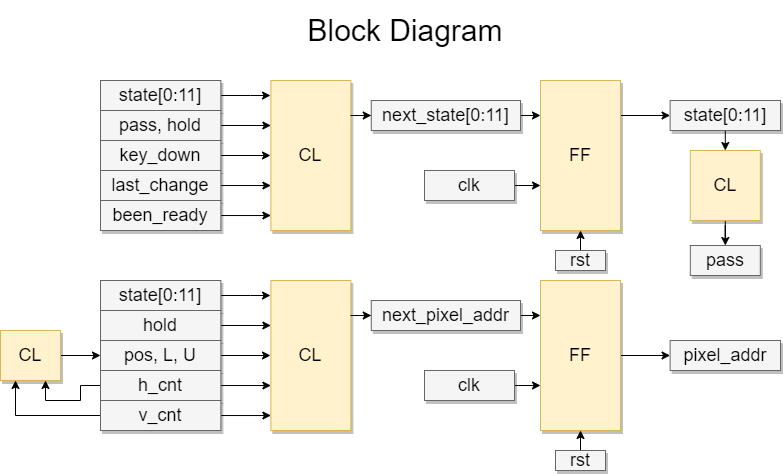 Block Diagram
state[0:11]
pass, hold
key_down
last_change
been_ready
CL
next_state[0:11]
clk
FF
rst
state[0:11]
CL
pass
CL
state[0:11]
hold
pos, L, U
h_cnt
v_cnt
CL
next_pixel_addr
clk
FF
rst
pixel_addr